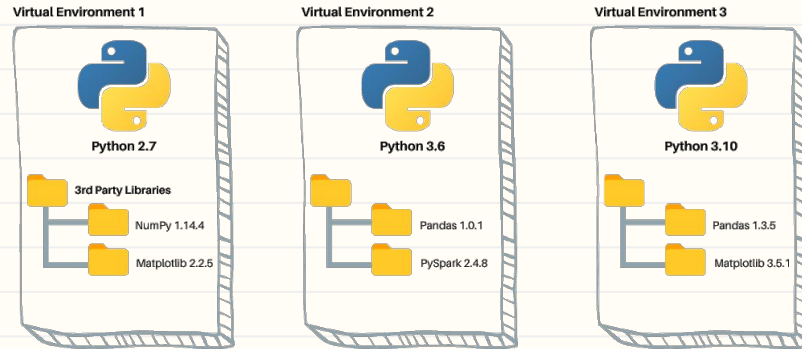 Virtual Environment 1
Python 2.7
3rd Party Libraries
NumPy 1.14.4
Matplotlib 2.2.5
Virtual Environment 2
Python 3.6
Pandas 1.0.1
PySpark 2.4.8
Virtual Environment 3
Python 3.10
Pandas 1.3.5
Matplotlib 3.5.1